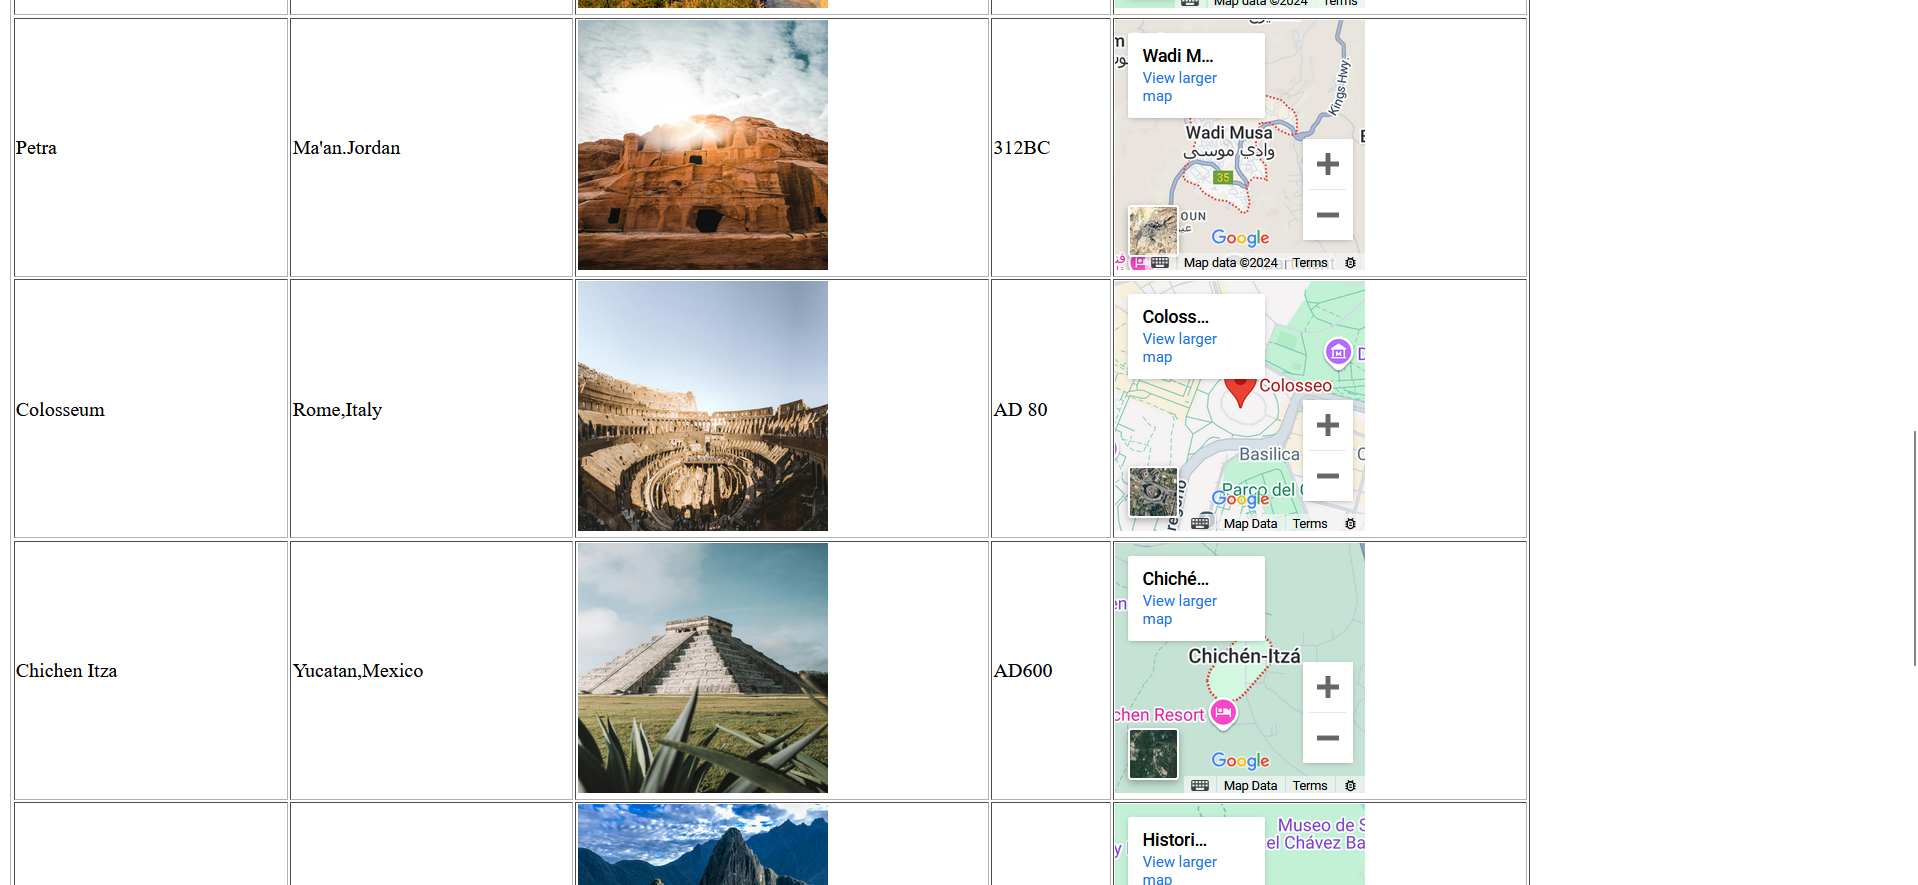 Map data ©2024 Terms
Petra
Ma'an.Jordan
312BC
Wadi M...
View larger
map
Kings Hwy.
Wadi Musa
وادي موسى
35
OUN
Google
Map data ©2024 Terms
Colosseum
Rome,Italy
AD 80
Coloss...
View larger
map
Colosseo
Basilica
Parco del
Google
Map Data Terms
Chichen Itza
Yucatan,Mexico
AD600
Chiché...
View larger
map
Chichén-Itzá
chen Resort
Google
Map Data Terms
Histori...
View larger
map
Museo de S
el Chávez Ba